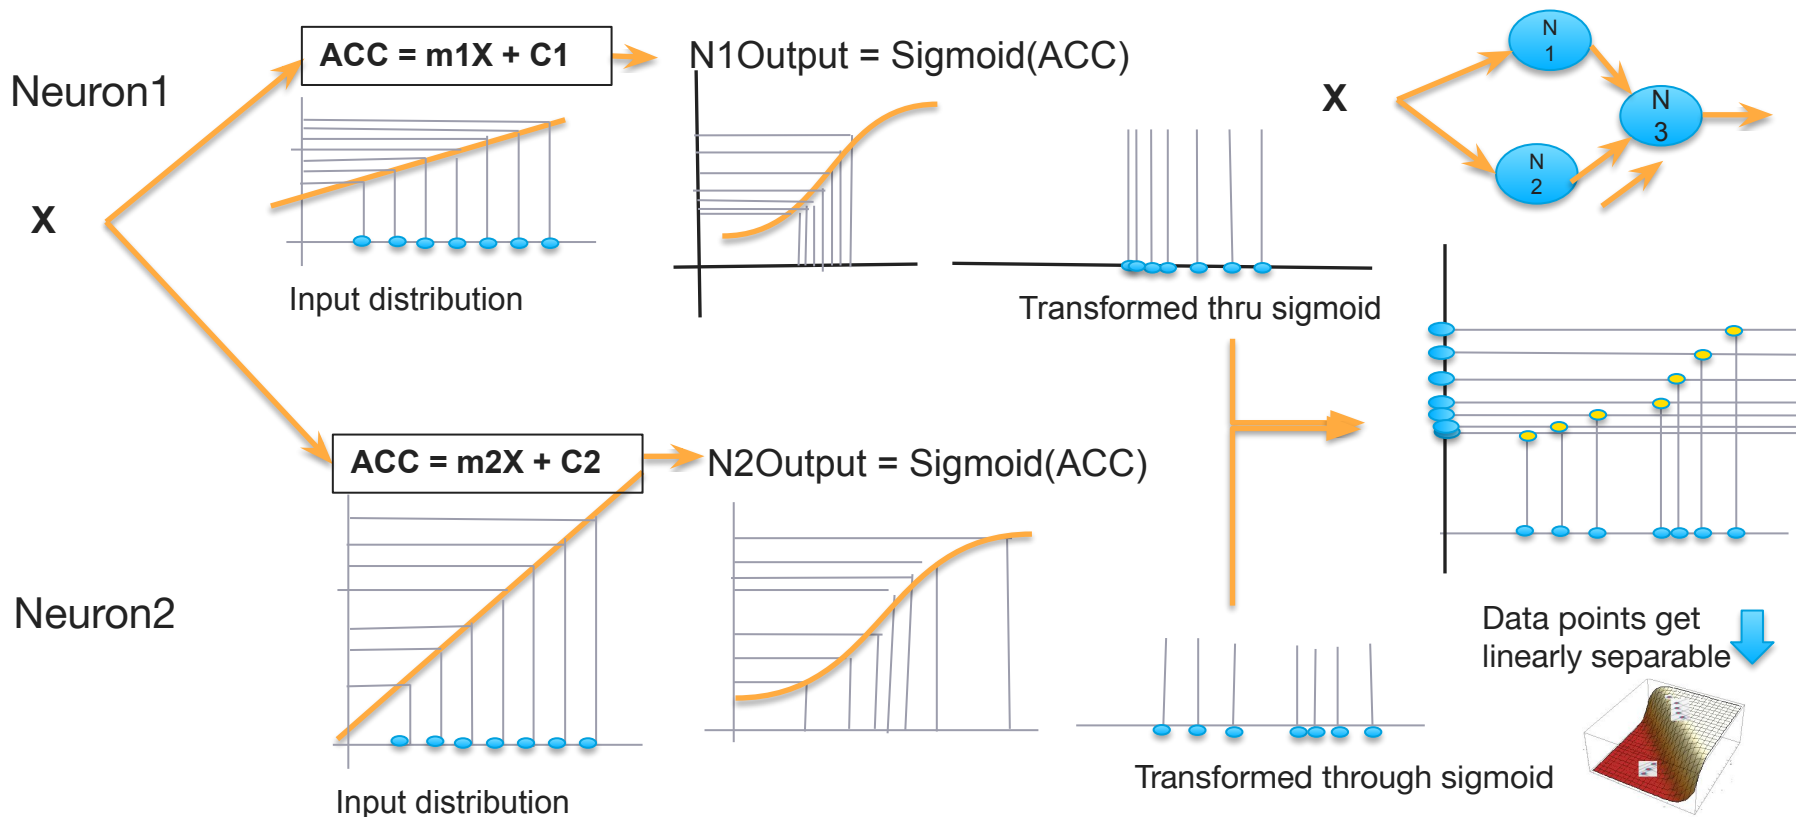 ACC = m1X + C1
N1Output = Sigmoid(ACC)
Neuron1
X
Input distribution
Transformed thru sigmoid
X
N
1
N
2
N
3
ACC = m2X + C2
N2Output = Sigmoid(ACC)
Neuron2
Input distribution
Transformed through sigmoid
Data points get
linearly separable